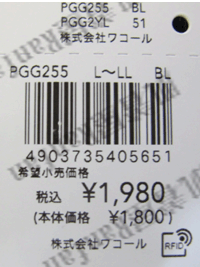 PGG255 BL
PGG2YL 51
株式会社ワコール
PGG255 L～LL BL
4903735405651
希望小売価格
税込 ¥1,980
(本体価格 ¥1,800)
株式会社ワコール
RFID